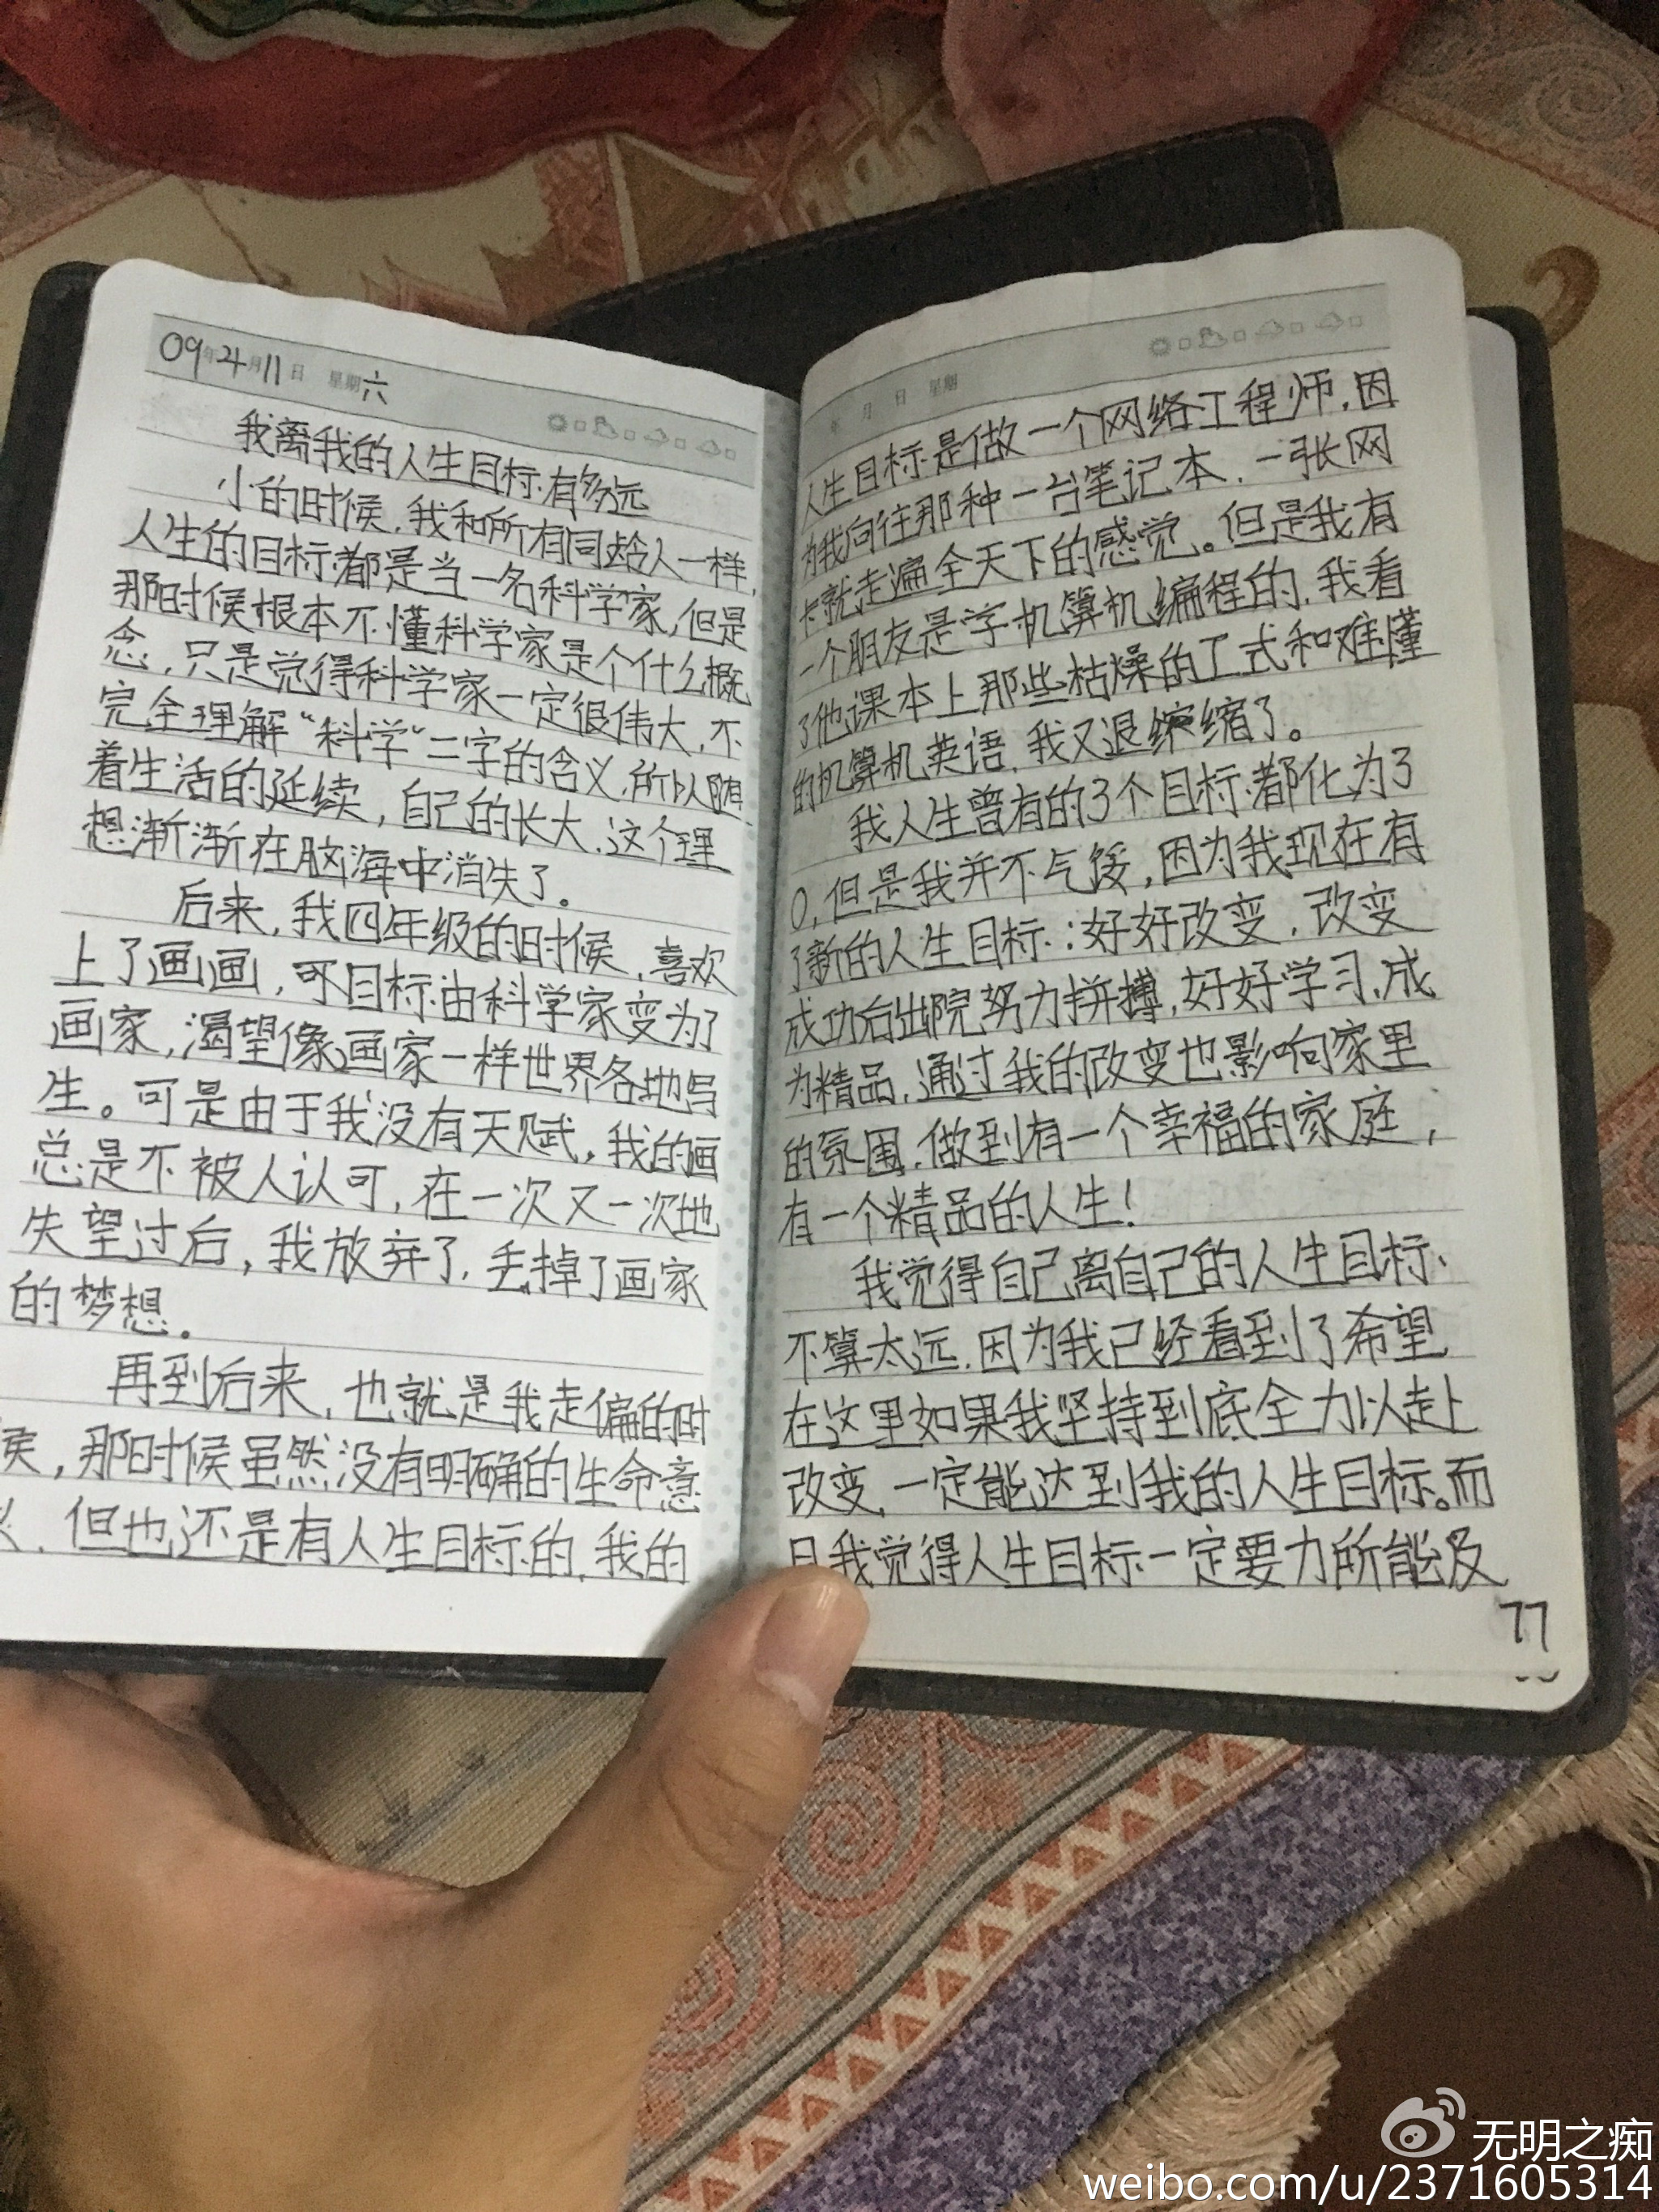 09年4月11日 星期六
我离我的人生目标有多远
小的时候,我和所有同龄人一样,
人生的目标都是当一名科学家,但是
那时候根本不懂科学家是个什么概
念,只是觉得科学家一定很伟大,不
完全理解“科学“二字的含义,所以随
着生活的延续,自己的长大,这个理
想渐渐在脑海中消失了。
后来,我四年级的时候,喜欢
上了画画,可目标由科学家变为了
画家,渴望像画家一样世界各地写
生。可是由于我没有天赋,我的画
总是不被人认可,在一次又一次地
失望过后,我放弃了,丢掉了画家
的梦想。
再到后来,也就是我走偏的时
候,那时候虽然没有明确的生命意
义,但也还是有人生目标的,我的
年 月 日 星期
人生目标是做一个网络工程师,因
为我向往那种一台笔记本,一张网
卡就走遍全天下的感觉。但是我有
一个朋友是学机算机编程的,我看
了他课本上那些枯燥的工式和难懂
的机算机英语,我又退缩了。
我人生曾有的3个目标都化为了
0,但是我并不气馁,因为我现在有
了新的人生目标:好好改变,改变
成功后出院努力拼搏,好好学习,成
为精品,通过我的改变也影响家里
的氛围,做到有一个幸福的家庭,
有一个精品的人生!
我觉得自己离自己的人生目标
不算太远,因为我已经看到了希望
在这里如果我坚持到底全力以赴
改变,一定能达到我的人生目标。而
且我觉得人生目标一定要力所能及
77
无明之痴
weibo.com/u/2371605314